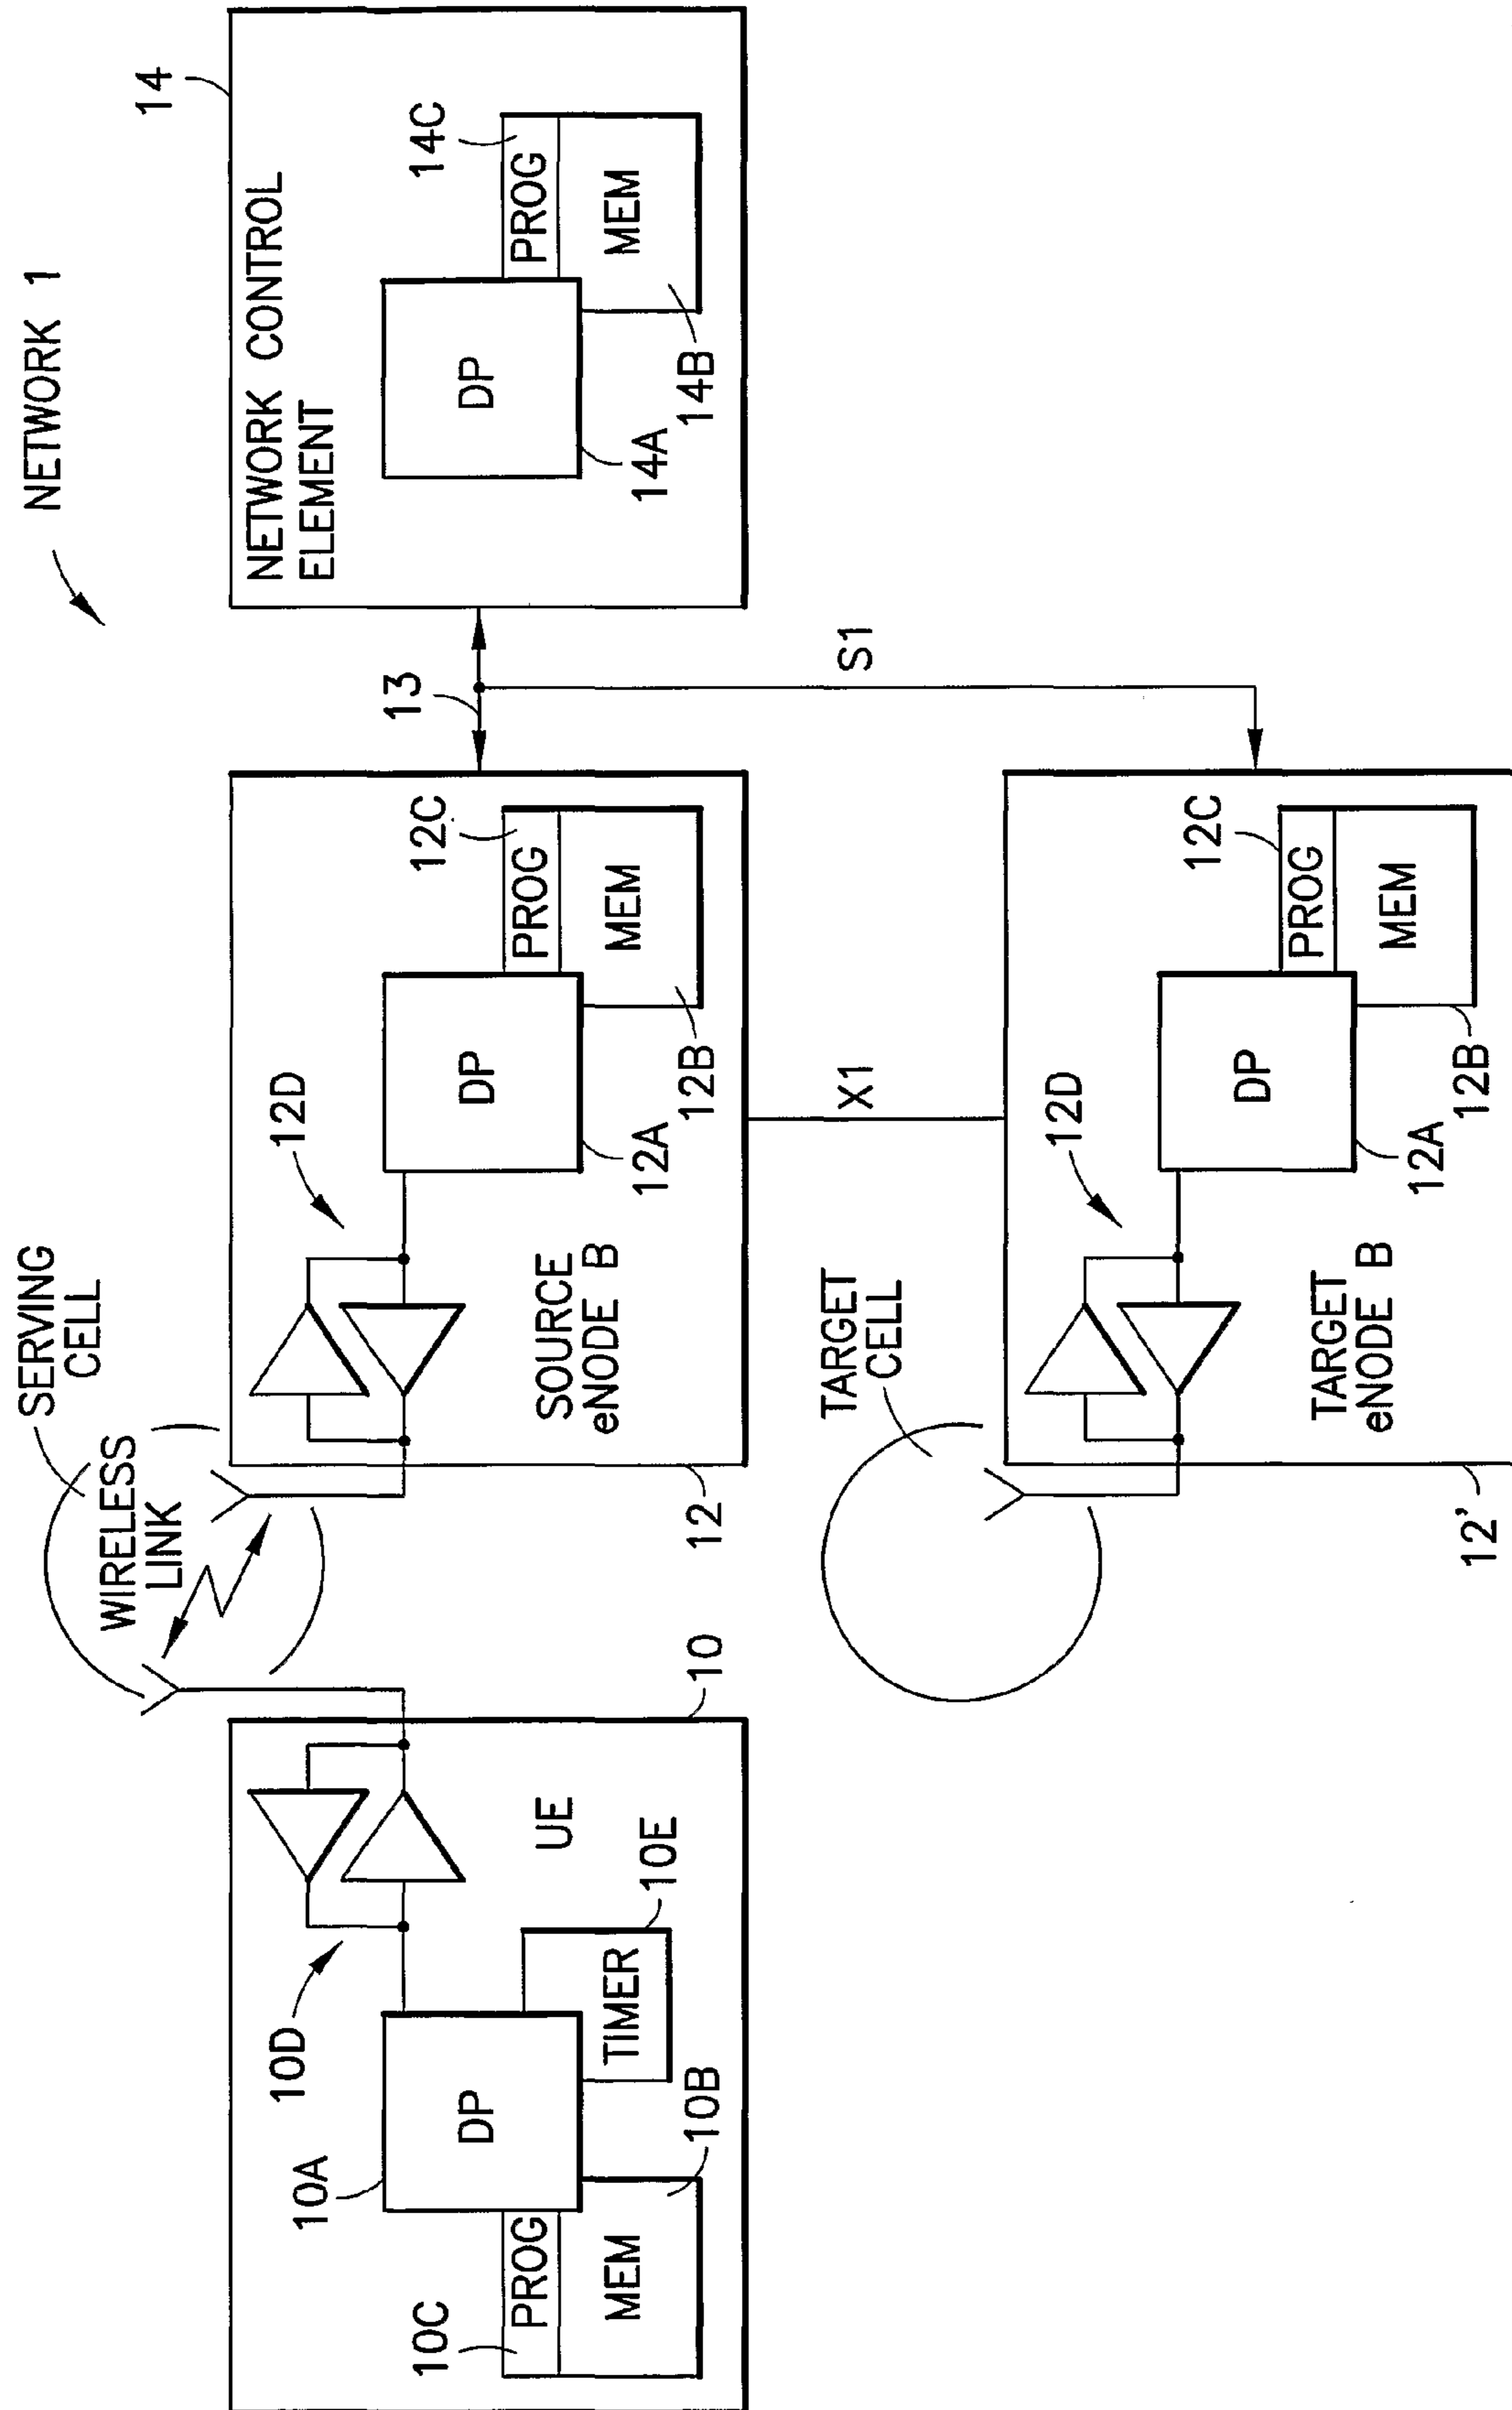 NETWORK 1
SERVING
CELL
WIRELESS
LINK
10A
10D
10C
PROG
MEM
DP
10B
TIMER
10E
UE
10
12D
SOURCE
eNODE B
12
DP
12A
12B
PROG
MEM
12C
13
NETWORK CONTROL
ELEMENT
14
DP
14A
14B
PROG
MEM
14C
X1
S1
TARGET
CELL
12D
TARGET
eNODE B
12'
DP
12A
12B
PROG
MEM
12C